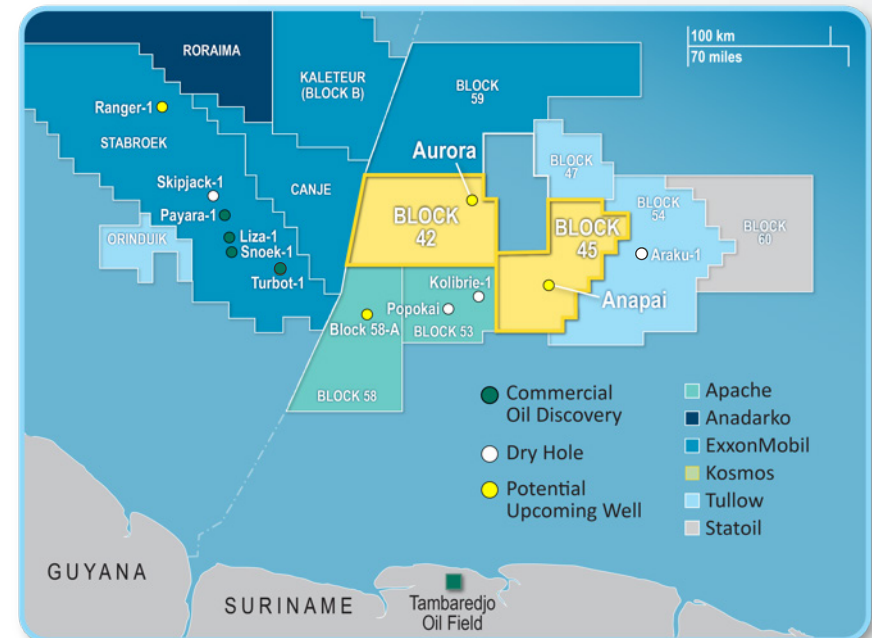 RORAIMA
KALETEUR
(BLOCK B)
BLOCK
59
100 km
70 miles
Ranger-1
STABROEK
Aurora
BLOCK
47
Skipjack-1
CANJE
Payara-1
BLOCK
42
BLOCK
45
BLOCK
54
BLOCK
60
ORINDUIK
Liza-1
Snoek-1
Araku-1
Turbot-1
Kolibrie-1
Anapai
Popokai
Block 58-A
BLOCK 53
BLOCK 58
Commercial
Oil Discovery
Dry Hole
Potential
Upcoming Well
Apache
Anadarko
ExxonMobil
Kosmos
Tullow
Statoil
GUYANA
SURINAME
Tambaredjo
Oil Field